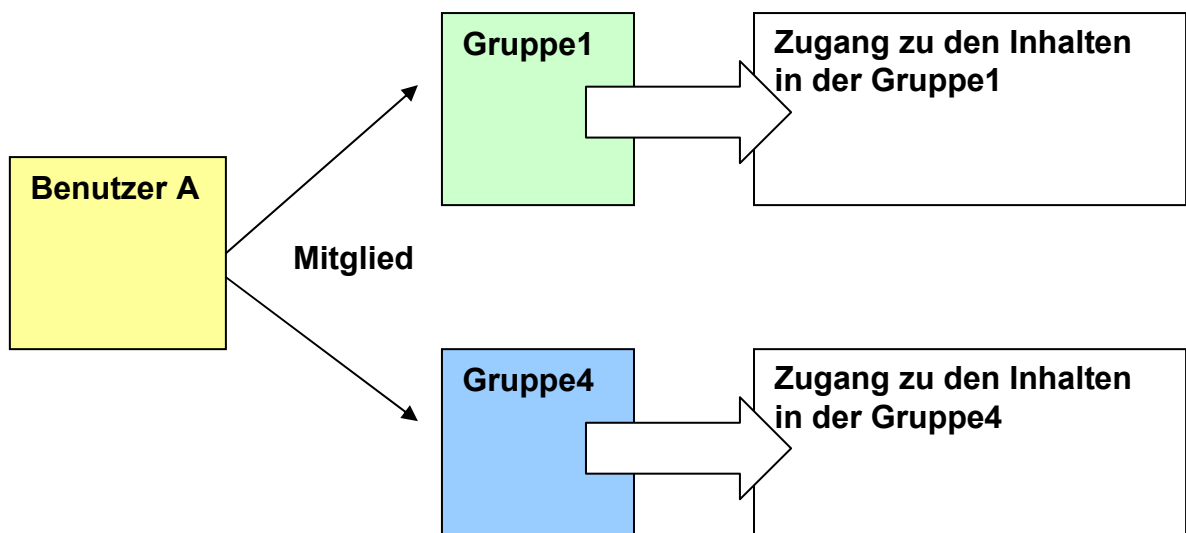 Gruppe1
Zugang zu den Inhalten
in der Gruppe1
Benutzer A
Mitglied
Gruppe4
Zugang zu den Inhalten
in der Gruppe4